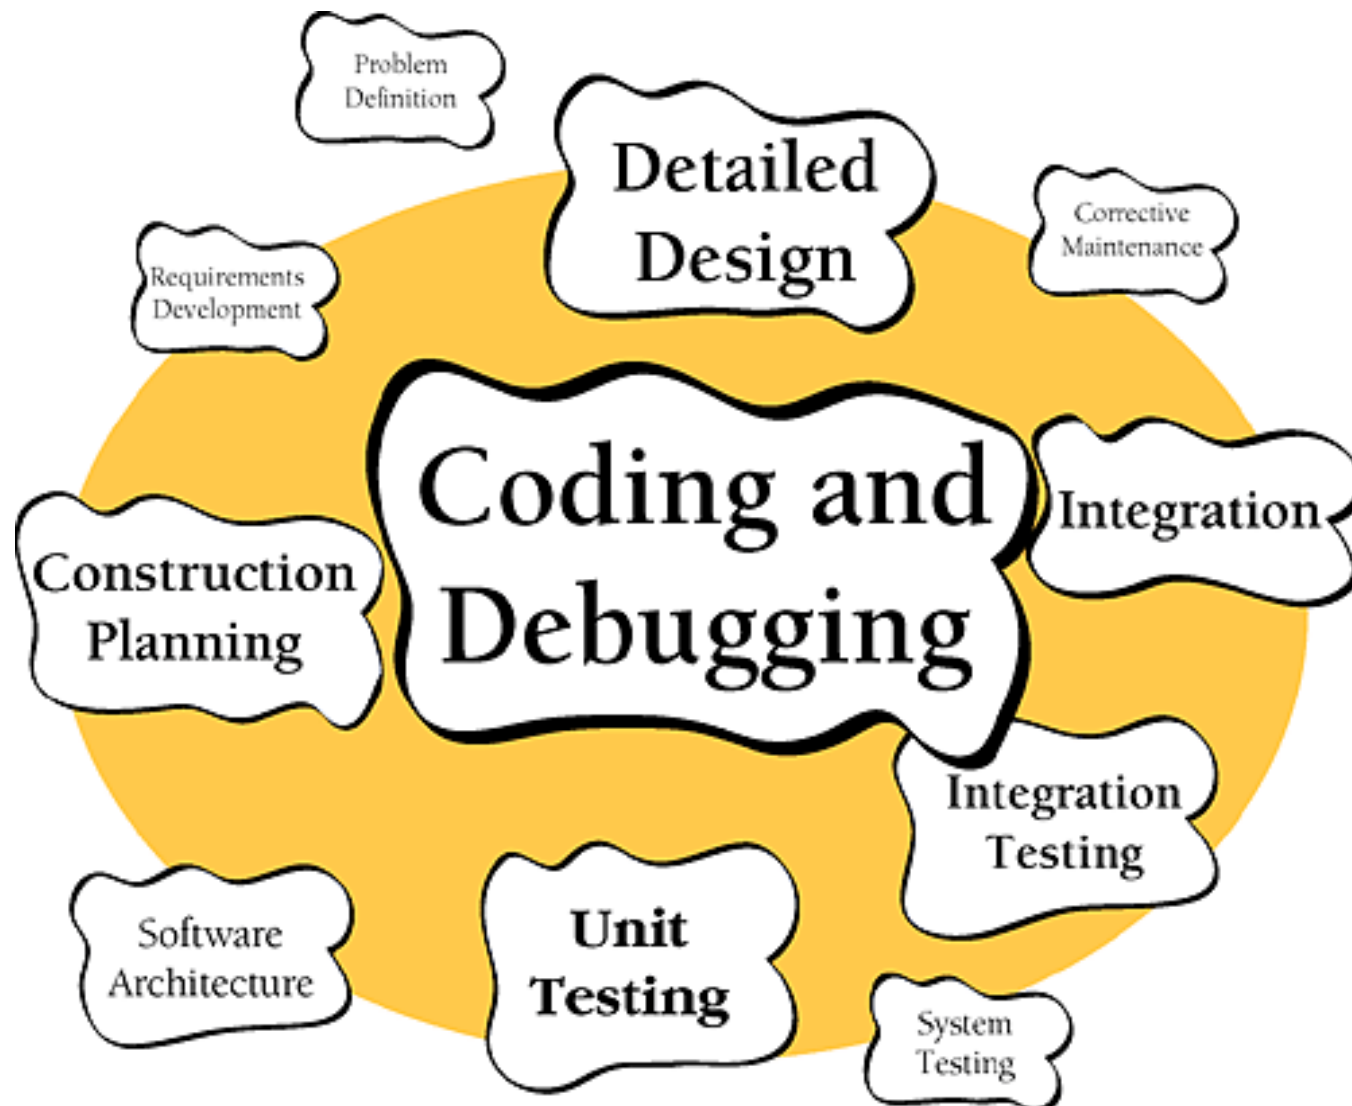 Problem
Definition
Detailed
Design
Corrective
Maintenance
Requirements
Development
Coding and
Debugging
Integration
Construction
Planning
Integration
Testing
Software
Architecture
Unit
Testing
System
Testing